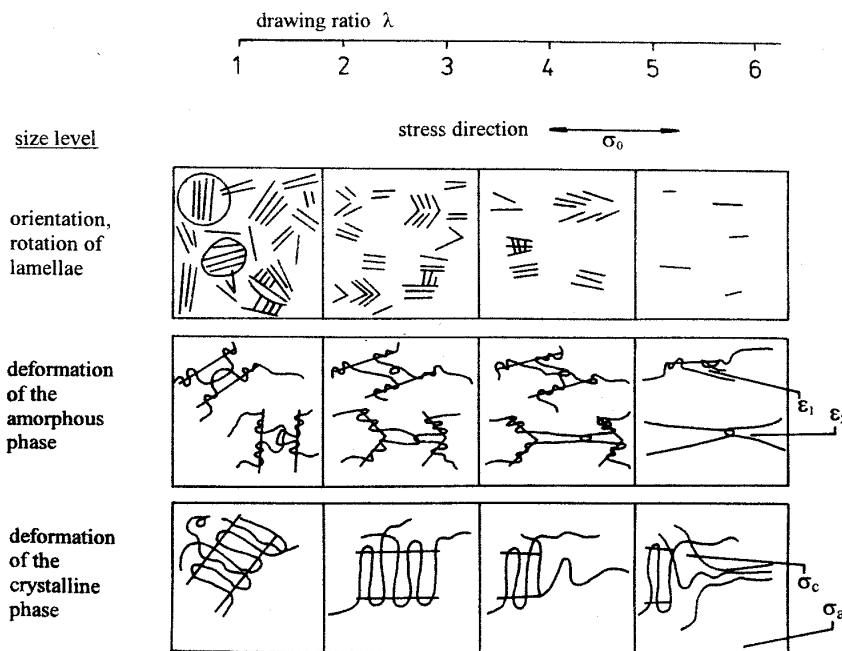 drawing ratio λ
1 2 3 4 5 6
size level
stress direction
σ₀
orientation,
rotation of
lamellae
deformation
of the
amorphous
phase
ε₁
deformation
of the
crystalline
phase
σc